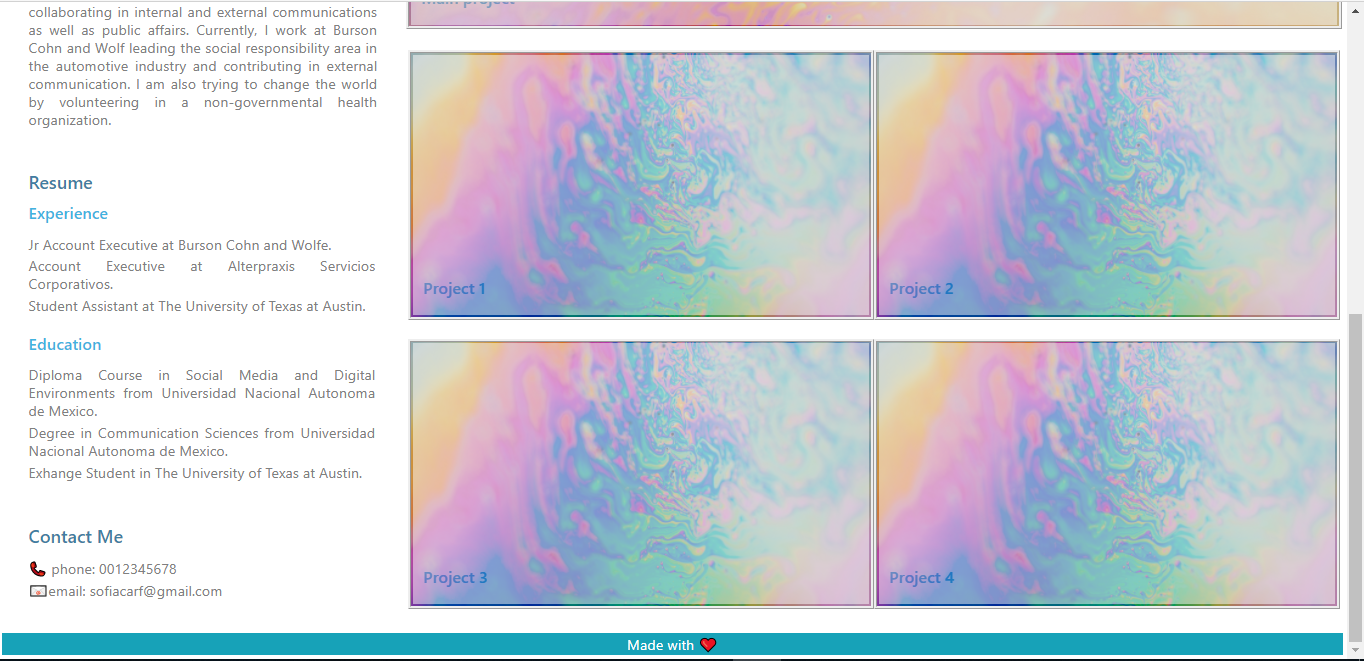 collaborating in internal and external communications
as well as public affairs. Currently, I work at Burson
Cohn and Wolf leading the social responsibility area in
the automotive industry and contributing in external
communication. I am also trying to change the world
by volunteering in a non-governmental health
organization.
Resume
Experience
Jr Account Executive at Burson Cohn and Wolfe.
Account Executive at Alterpraxis Servicios
Corporativos.
Student Assistant at The University of Texas at Austin.
Education
Diploma Course in Social Media and Digital
Environments from Universidad Nacional Autonoma
de Mexico.
Degree in Communication Sciences from Universidad
Nacional Autonoma de Mexico.
Exhange Student in The University of Texas at Austin.
Contact Me
phone: 0012345678
email: sofiacarf@gmail.com
Main project
Project 1
Project 2
Project 3
Project 4
Made with